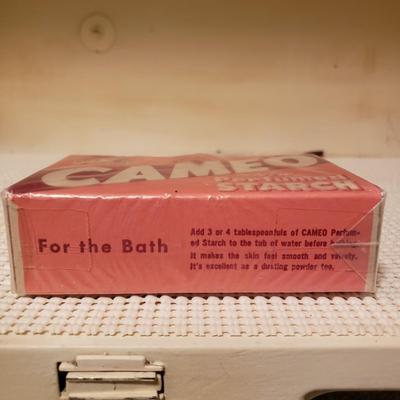 CAMEO
PERFUMED
STARCH
For the Bath
Add 3 or 4 tablespoonfuls of CAMEO Perfum-
ed Starch to the tub of water before bathing.
It makes the skin feel smooth and velvety.
It's excellent as a dusting powder too.